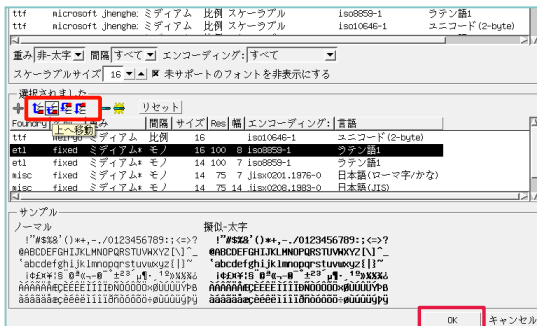 ttf microsoft jhenghe: ミディアム 比例 スケーラブル iso8859-1 ラテン語1
ttf microsoft jhenghe: ミディアム 比例 スケーラブル iso10646-1 ユニコード(2-byte)
重み 非-太字 間隔 すべて エンコーディング: すべて
スケーラブルサイズ 16 未サポートのフォントを非表示にする
選択されました
リセット
Foundry 重み 間隔 サイズ Res 幅 エンコーディング: 言語
上へ移動
ttf meiryo ミディアム 比例 16 iso10646-1 ユニコード(2-byte)
etl fixed ミディアム* モノ 16 100 8 iso8859-1 ラテン語1
etl fixed ミディアム* モノ 14 100 7 iso8859-1 ラテン語1
misc fixed ミディアム* モノ 14 75 7 jisx0201.1976-0 日本語(ローマ字/かな)
misc fixed ミディアム* モノ 14 75 14 jisx0208.1983-0 日本語(JIS)
サンプル
ノーマル 擬似-太字
!"#$%&'()*+,-./0123456789:;<=>? !"#$%&'()*+,-./0123456789:;<=>?
@ABCDEFGHIJKLMNOPQRSTUVWXYZ[\]^_ @ABCDEFGHIJKLMNOPQRSTUVWXYZ[\]^_
`abcdefghijklmnopqrstuvwxyz{|}~ `abcdefghijklmnopqrstuvwxyz{|}~
OK キャンセル